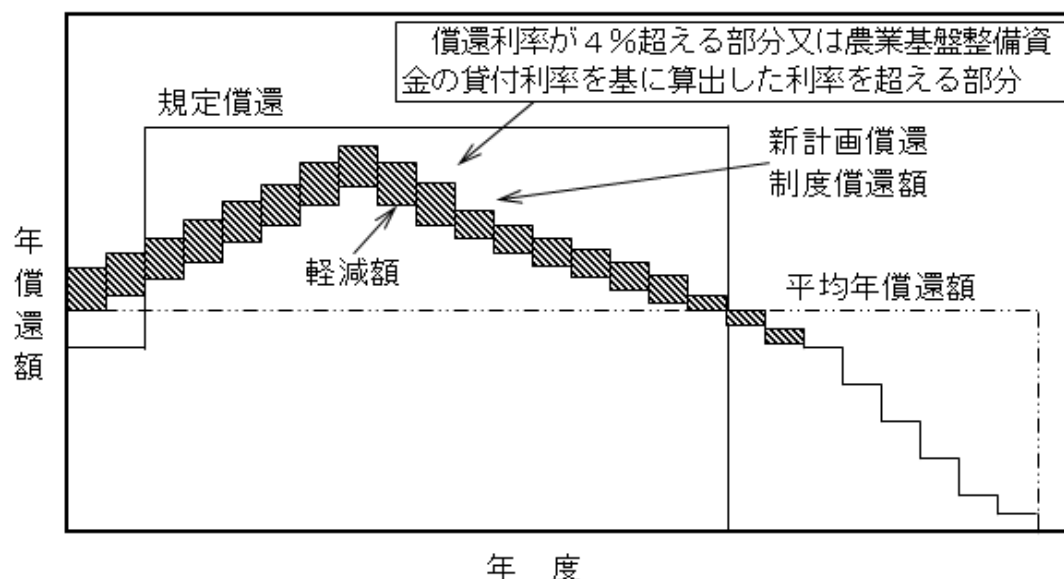 償還利率が４％超える部分又は農業基盤整備資
金の貸付利率を基に算出した利率を超える部分
規定償還
新計画償還
制度償還額
年償還額
軽減額
平均年償還額
年　度